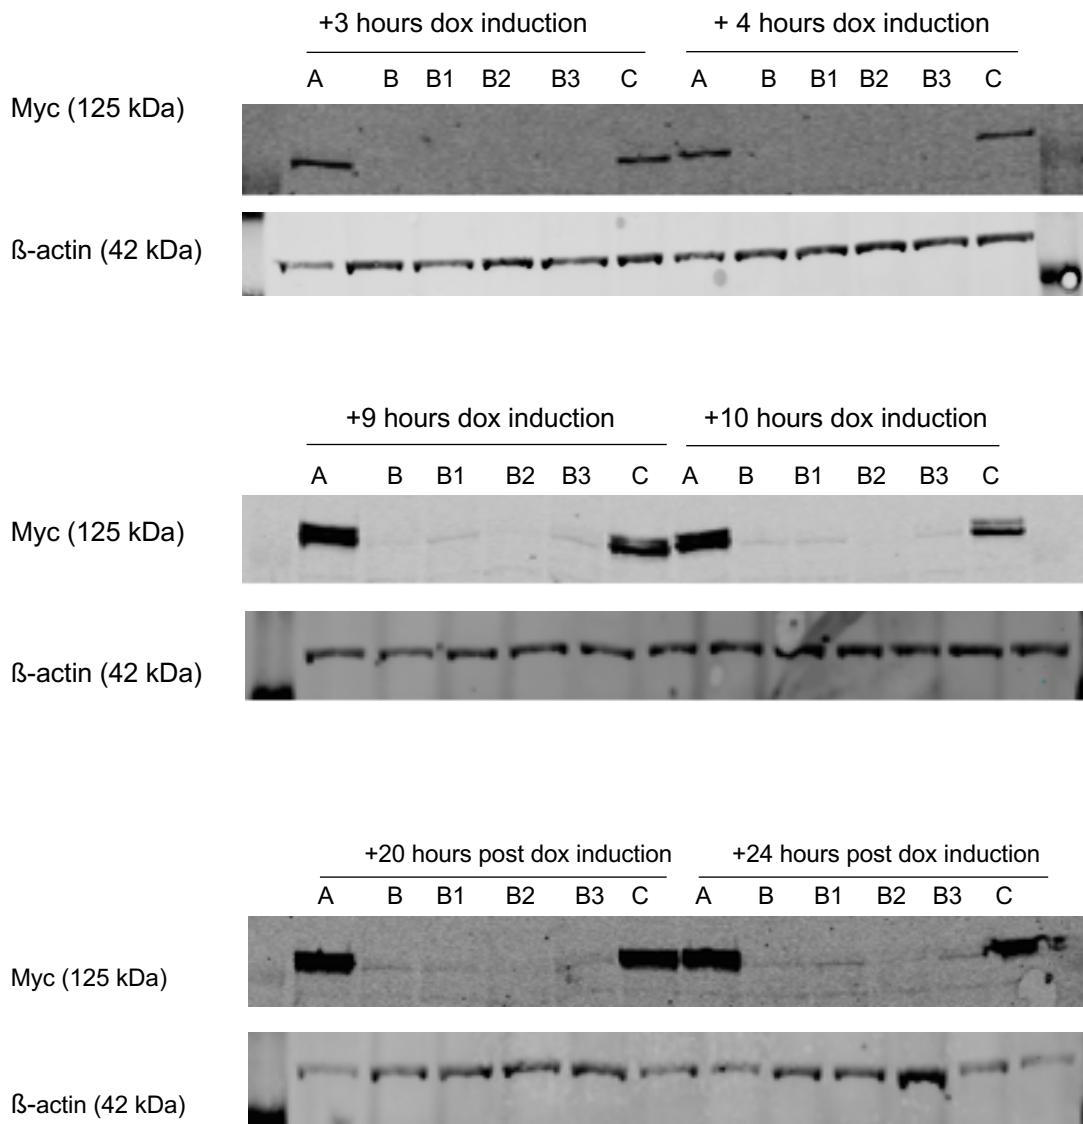 +3 hours dox induction + 4 hours dox induction
A B B1 B2 B3 C A B B1 B2 B3 C
Myc (125 kDa)
ß-actin (42 kDa)
+9 hours dox induction +10 hours dox induction
A B B1 B2 B3 C A B B1 B2 B3 C
Myc (125 kDa)
ß-actin (42 kDa)
+20 hours post dox induction +24 hours post dox induction
A B B1 B2 B3 C A B B1 B2 B3 C
Myc (125 kDa)
ß-actin (42 kDa)